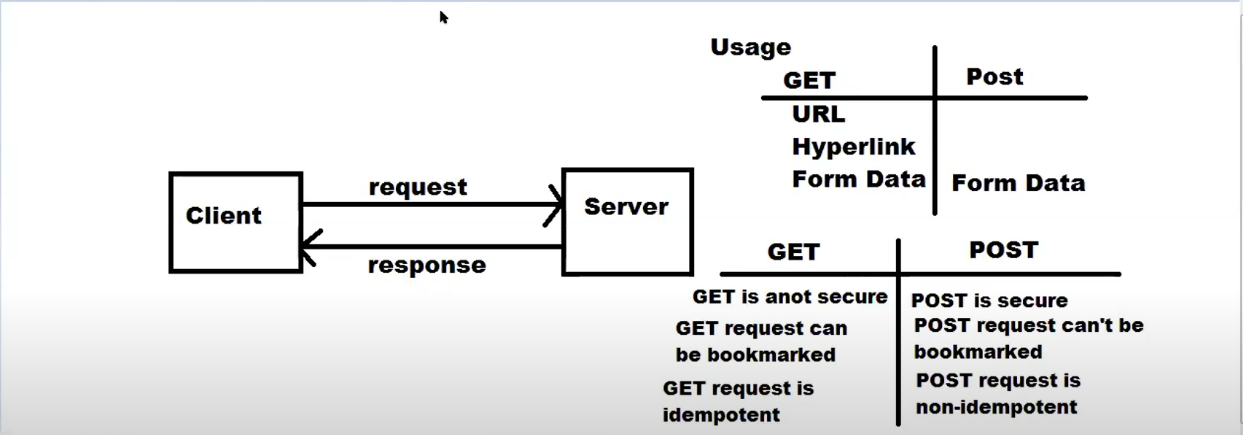 Client
request
response
Server
Usage
GET
Post
URL
Hyperlink
Form Data
Form Data
GET
POST
GET is anot secure
POST is secure
GET request can
be bookmarked
POST request can't be
bookmarked
GET request is
idempotent
POST request is
non-idempotent